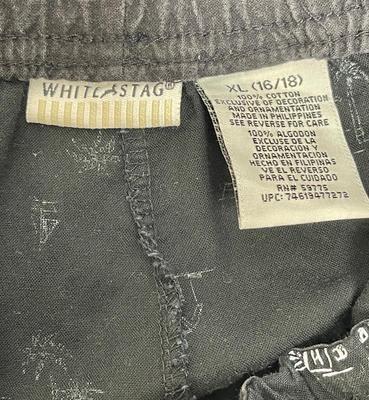 WHITE STAG®
XL (16/18)
100% COTTON
EXCLUSIVE OF DECORATION
AND ORNAMENTATION
MADE IN PHILIPPINES
SEE REVERSE FOR CARE
100% ALGODON
EXCLUSE DE LA
DECORACION Y
ORNAMENTACION
HECHO EN FILIPINAS
VE EL REVERSO
PARA EL CUIDADO
RN# 59775
UPC: 74619477272